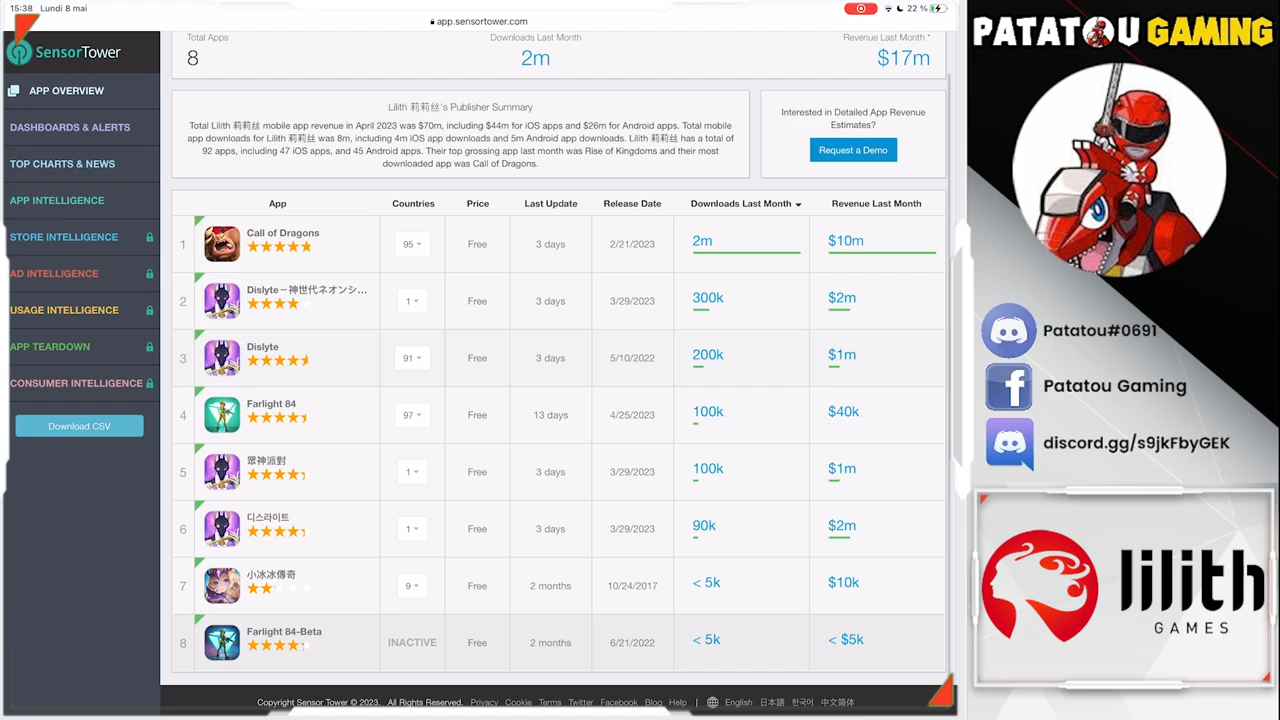 15:38 Lundi 8 mai
app.sensortower.com
22 %
SensorTower
APP OVERVIEW
DASHBOARDS & ALERTS
TOP CHARTS & NEWS
APP INTELLIGENCE
STORE INTELLIGENCE
AD INTELLIGENCE
USAGE INTELLIGENCE
APP TEARDOWN
CONSUMER INTELLIGENCE
Download CSV
Total Apps Downloads Last Month Revenue Last Month *
8 2m $17m
Lilith 莉莉丝's Publisher Summary
Total Lilith 莉莉丝 mobile app revenue in April 2023 was $70m, including $44m for iOS apps and $26m for Android apps. Total mobile
app downloads for Lilith 莉莉丝 was 8m, including 4m iOS app downloads and 5m Android app downloads. Lilith 莉莉丝 has a total of
92 apps, including 47 iOS apps, and 45 Android apps. Their top grossing app last month was Rise of Kingdoms and their most
downloaded app was Call of Dragons.
Interested in Detailed App Revenue
Estimates?
Request a Demo
App Countries Price Last Update Release Date Downloads Last Month Revenue Last Month
1 Call of Dragons 95 Free 3 days 2/21/2023 2m $10m
2 Dislyte－神世代ネオンシ... 1 Free 3 days 3/29/2023 300k $2m
3 Dislyte 91 Free 3 days 5/10/2022 200k $1m
4 Farlight 84 97 Free 13 days 4/25/2023 100k $40k
5 眾神派對 1 Free 3 days 3/29/2023 100k $1m
6 디스라이트 1 Free 3 days 3/29/2023 90k $2m
7 小冰冰傳奇 9 Free 2 months 10/24/2017 < 5k $10k
8 Farlight 84-Beta INACTIVE Free 2 months 6/21/2022 < 5k < $5k
Copyright Sensor Tower © 2023. All Rights Reserved. Privacy Cookie Terms Twitter Facebook Blog Help | English 日本語 한국어 中文简体
PATATOU GAMING
Patatou#0691
Patatou Gaming
discord.gg/s9jkFbyGEK
lilith
GAMES